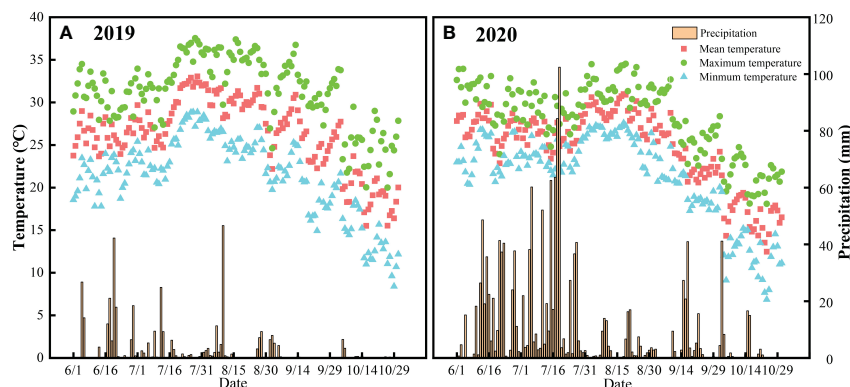 A 2019
B 2020
Precipitation
Mean temperature
Maximum temperature
Minmum temperature
Temperature (°C)
40
35
30
25
20
15
10
5
0
6/1 6/16 7/1 7/16 7/31 8/15 8/30 9/14 9/29 10/14 10/29
Date
6/1 6/16 7/1 7/16 7/31 8/15 8/30 9/14 9/29 10/14 10/29
Date
120
100
80
60
40
20
0
Precipitation (mm)